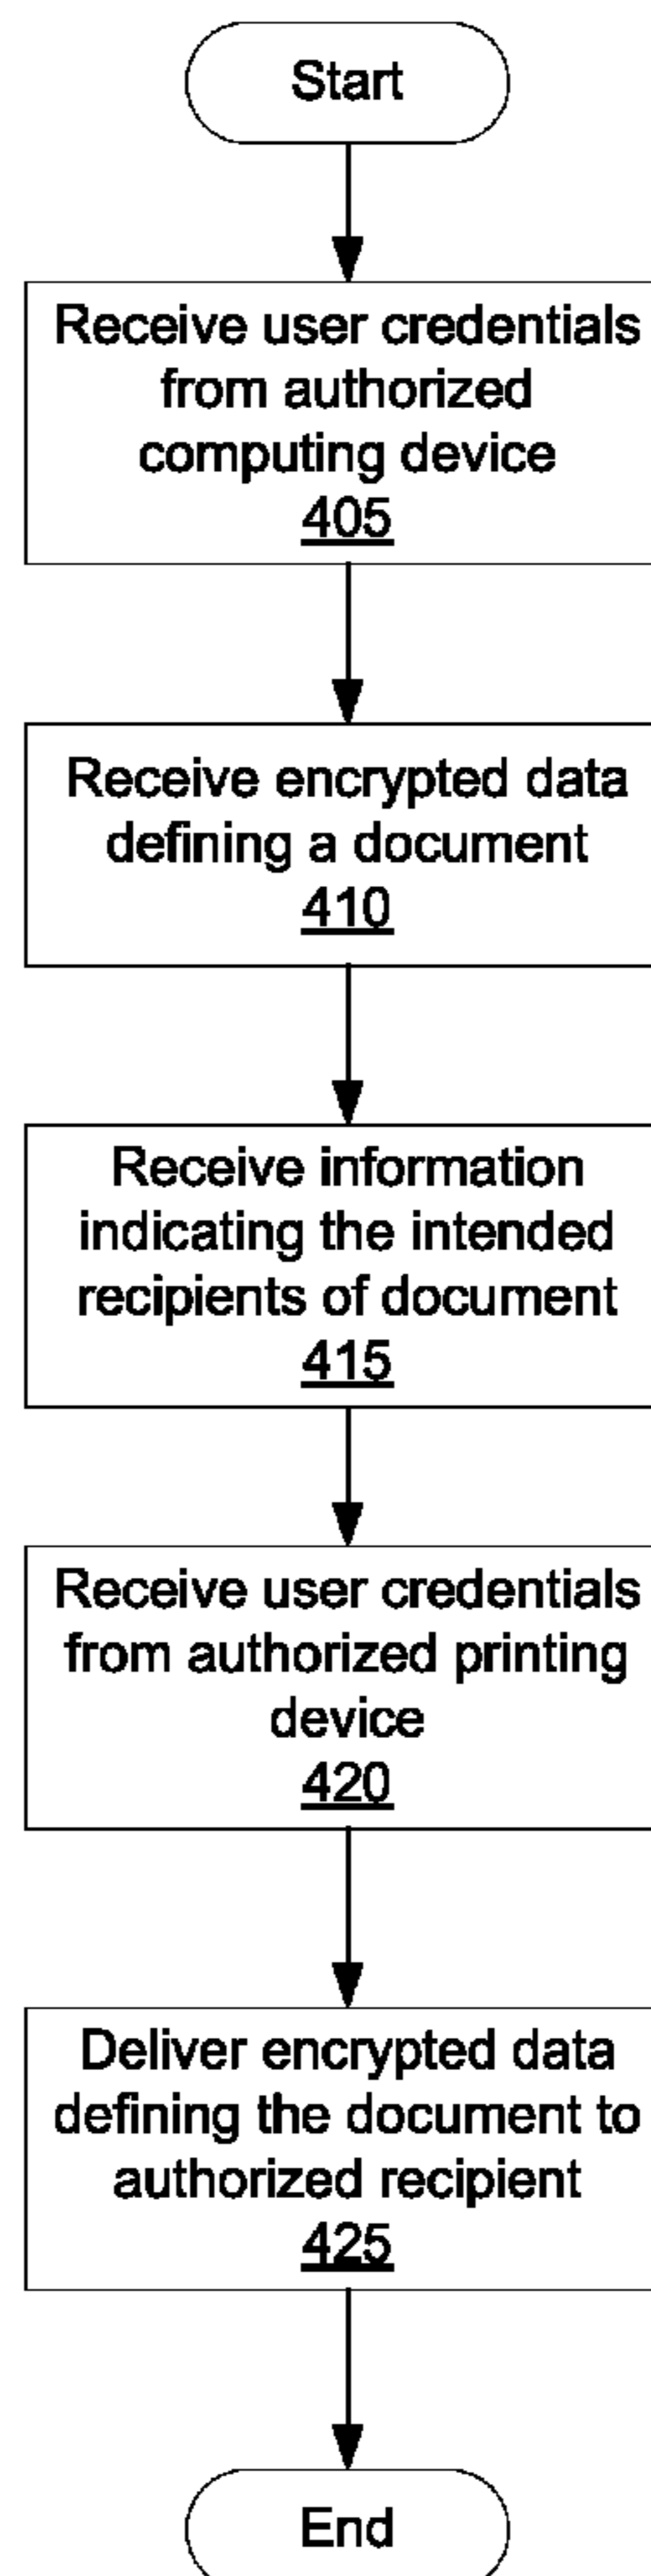 Start
Receive user credentials
from authorized
computing device
405
Receive encrypted data
defining a document
410
Receive information
indicating the intended
recipients of document
415
Receive user credentials
from authorized printing
device
420
Deliver encrypted data
defining the document to
authorized recipient
425
End